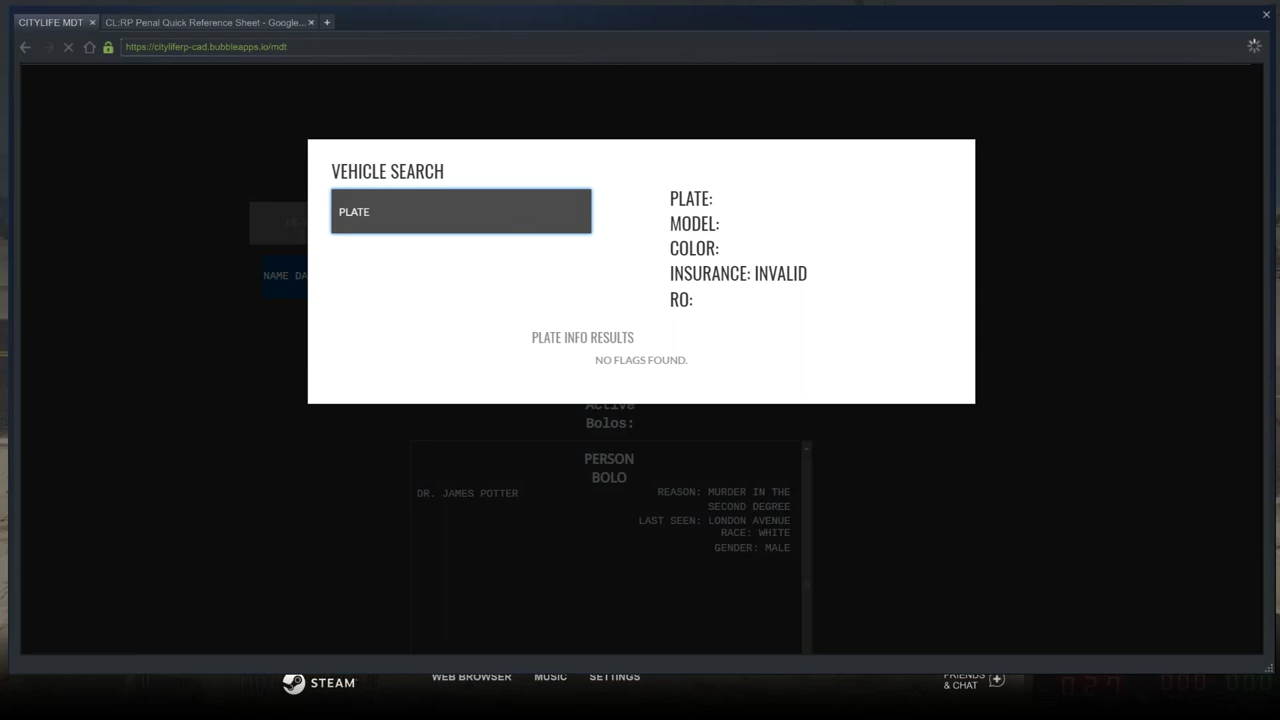 CITYLIFE MDT
CL:RP Penal Quick Reference Sheet - Google...
https://cityliferp-cad.bubbleapps.io/mdt
VEHICLE SEARCH
PLATE
PLATE:
MODEL:
COLOR:
INSURANCE: INVALID
RO:
NAME DA
PLATE INFO RESULTS
NO FLAGS FOUND.
Active
Bolos:
PERSON
BOLO
DR. JAMES POTTER
REASON: MURDER IN THE
SECOND DEGREE
LAST SEEN: LONDON AVENUE
RACE: WHITE
GENDER: MALE
STEAM
WEB BROWSER
MUSIC
SETTINGS
FRIENDS
& CHAT